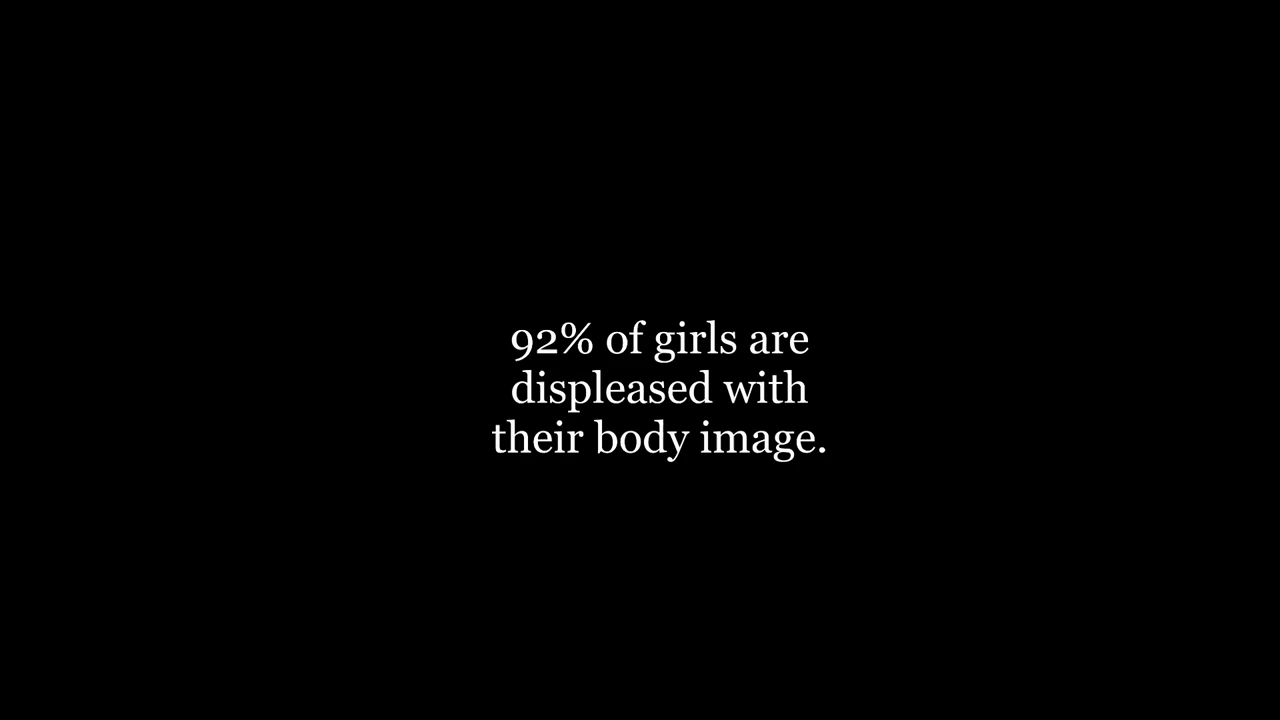 92% of girls are
displeased with
their body image.